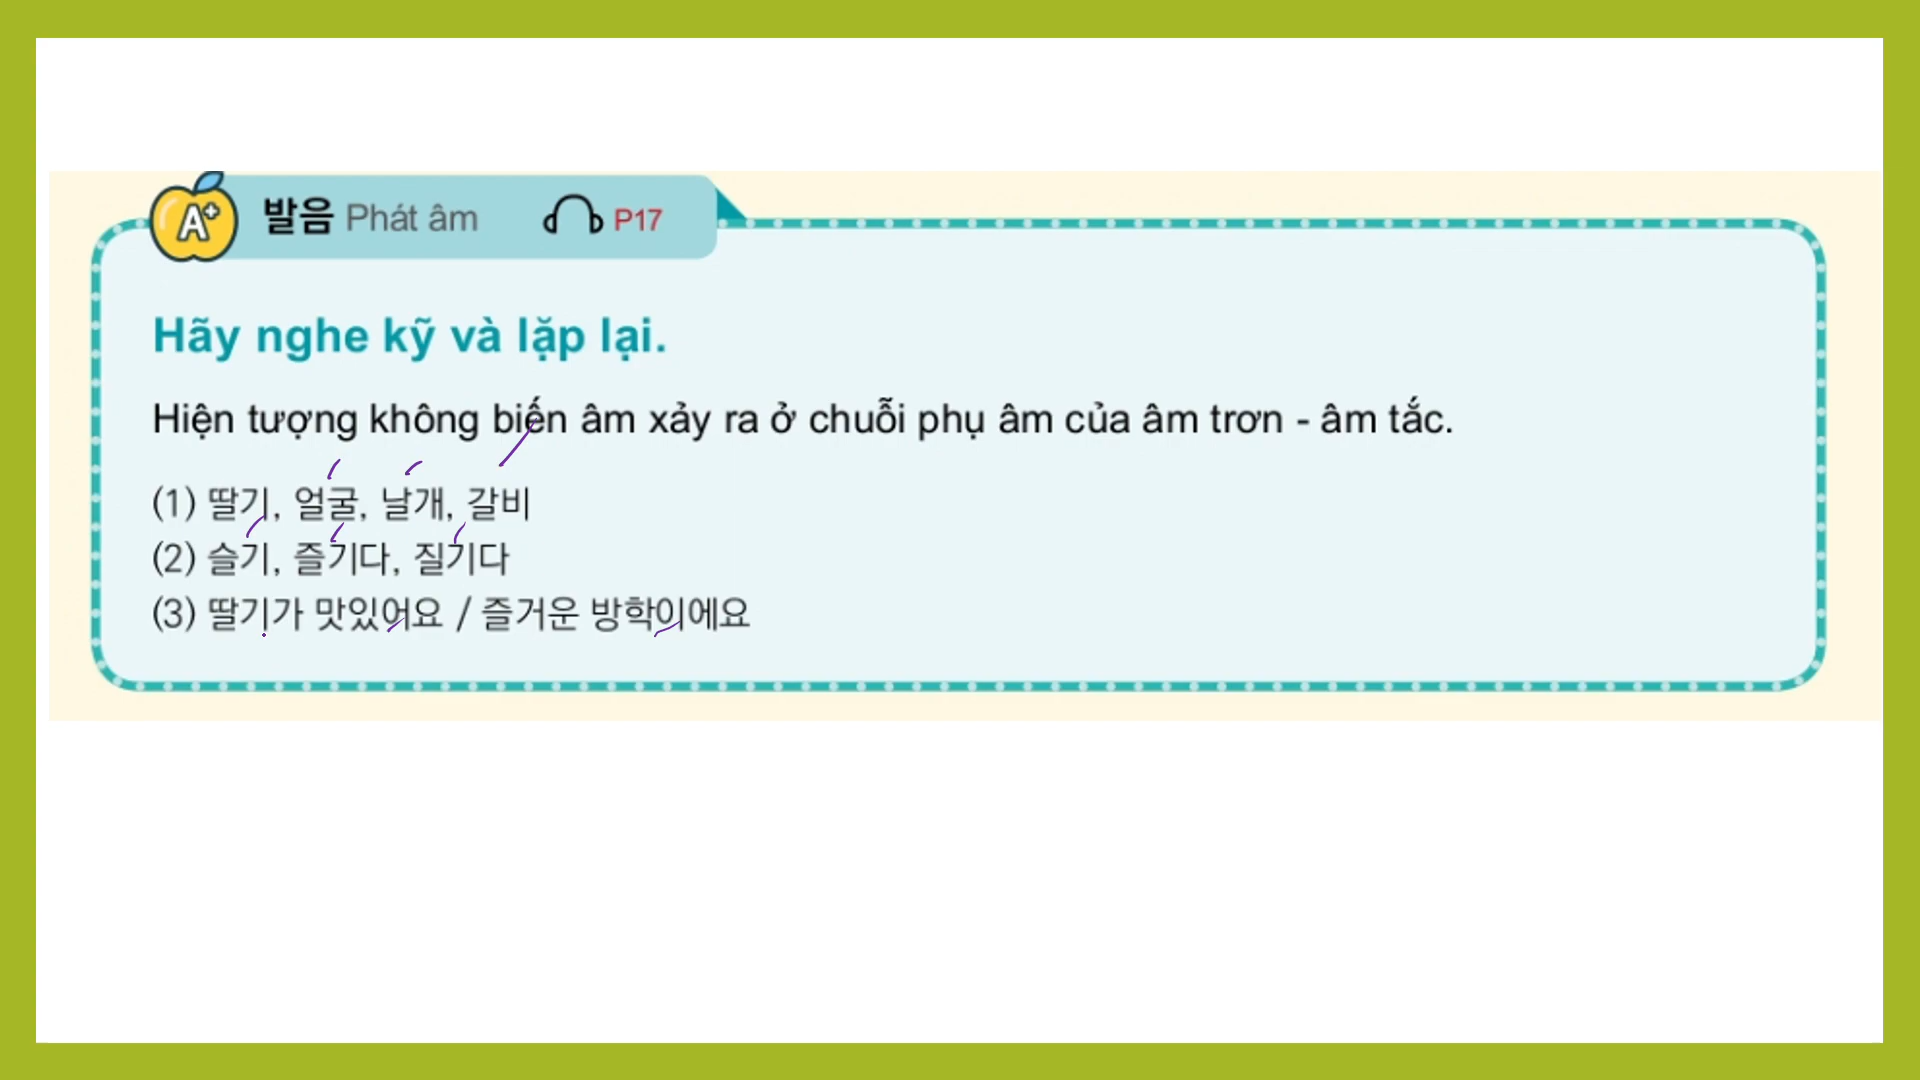 A+ 발음 Phát âm P17
Hãy nghe kỹ và lặp lại.
Hiện tượng không biến âm xảy ra ở chuỗi phụ âm của âm trơn - âm tắc.
(1) 딸기, 얼굴, 날개, 갈비
(2) 슬기, 즐기다, 질기다
(3) 딸기가 맛있어요 / 즐거운 방학이에요